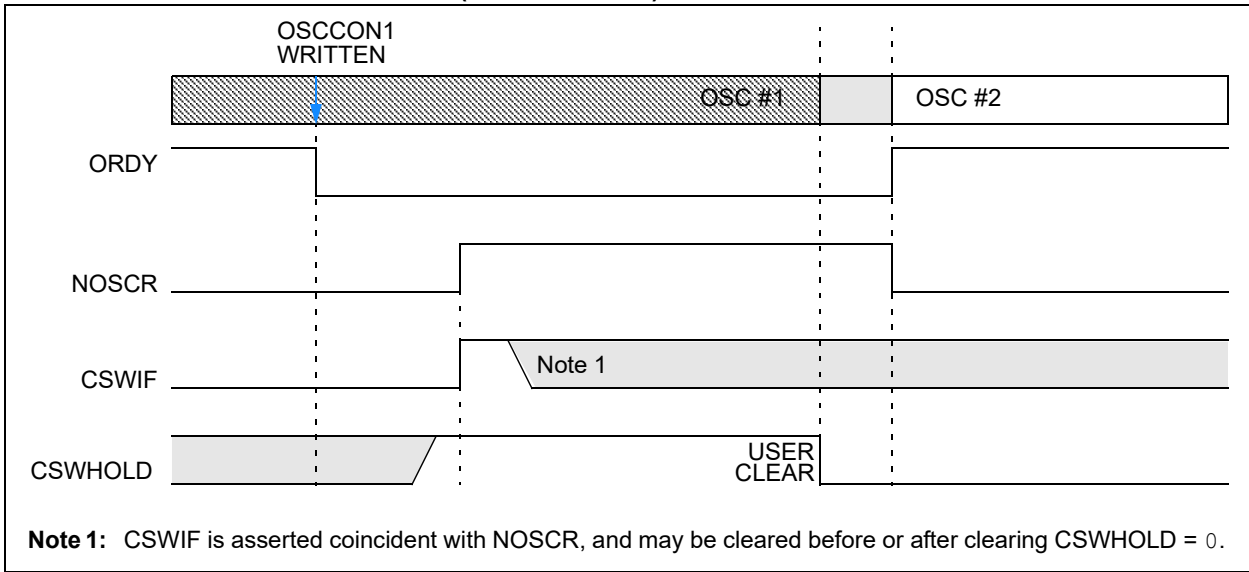 OSCCON1
WRITTEN
OSC #1
OSC #2
ORDY
NOSCR
CSWIF
Note 1
CSWHOLD
USER
CLEAR
Note 1: CSWIF is asserted coincident with NOSCR, and may be cleared before or after clearing CSWHOLD = 0.